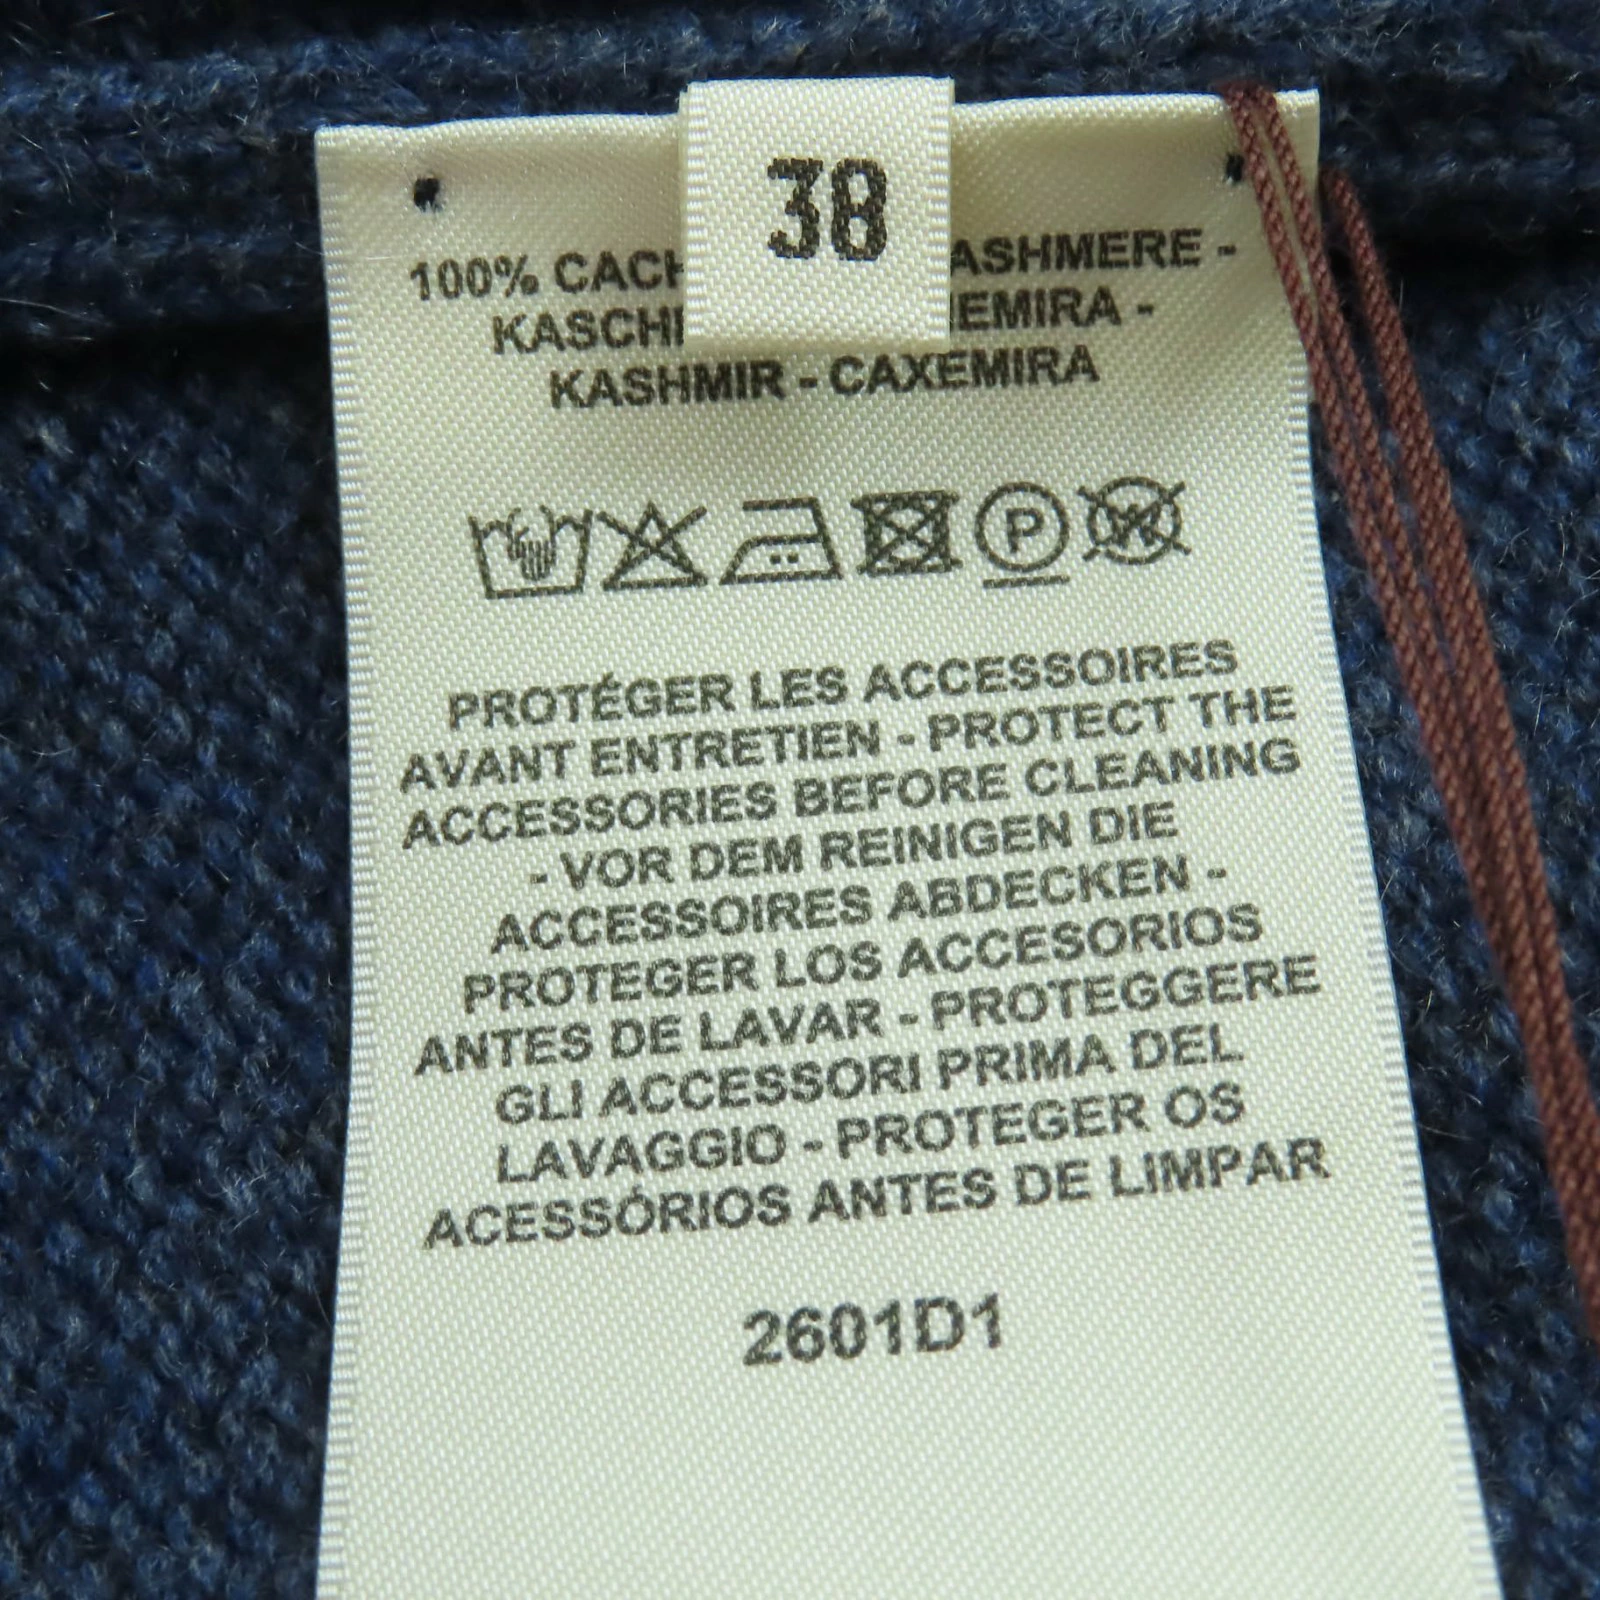 38
100% ASHMERE -
EMIRA -
KASHMIR - CAXEMIRA
P
PROTÉGER LES ACCESSOIRES
AVANT ENTRETIEN - PROTECT THE
ACCESSORIES BEFORE CLEANING
- VOR DEM REINIGEN DIE
ACCESSOIRES ABDECKEN -
PROTEGER LOS ACCESORIOS
ANTES DE LAVAR - PROTEGGERE
GLI ACCESSORI PRIMA DEL
LAVAGGIO - PROTEGER OS
ACESSÓRIOS ANTES DE LIMPAR
2601D1